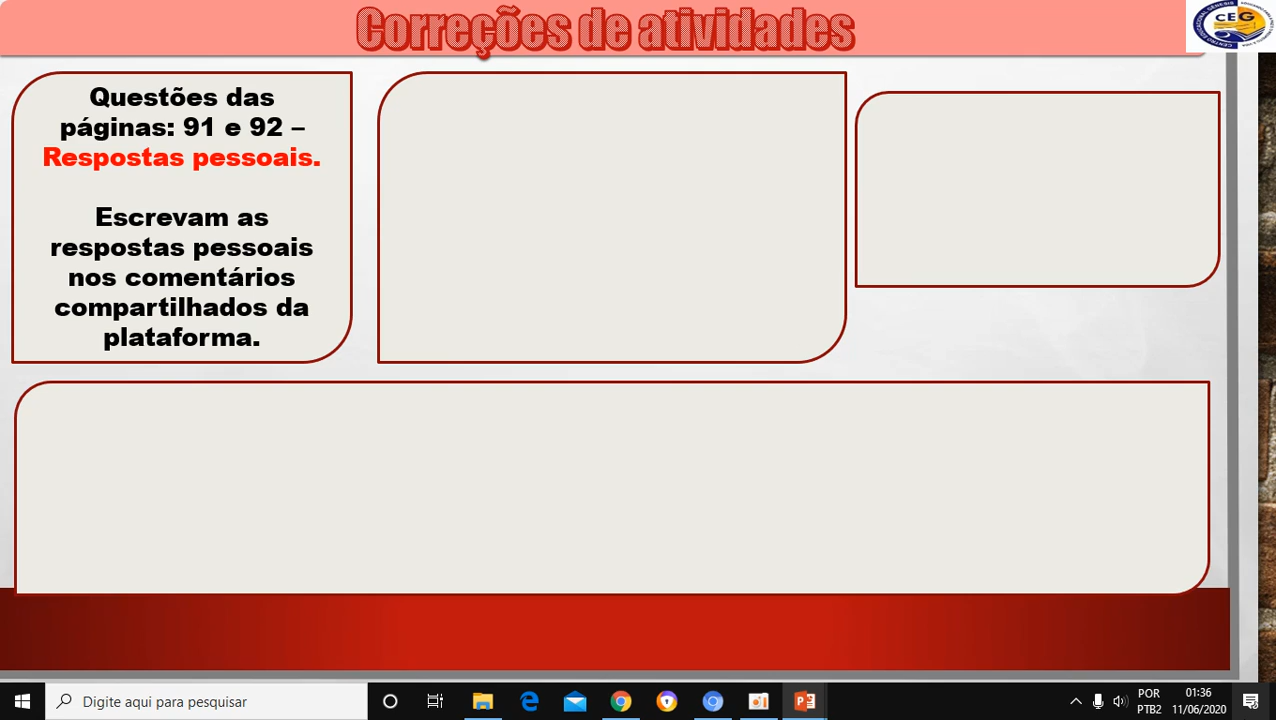 Correções de atividades
CEG
Questões das
páginas: 91 e 92 –
Respostas pessoais.
Escrevam as
respostas pessoais
nos comentários
compartilhados da
plataforma.
Digite aqui para pesquisar
POR
PTB2
01:36
11/06/2020